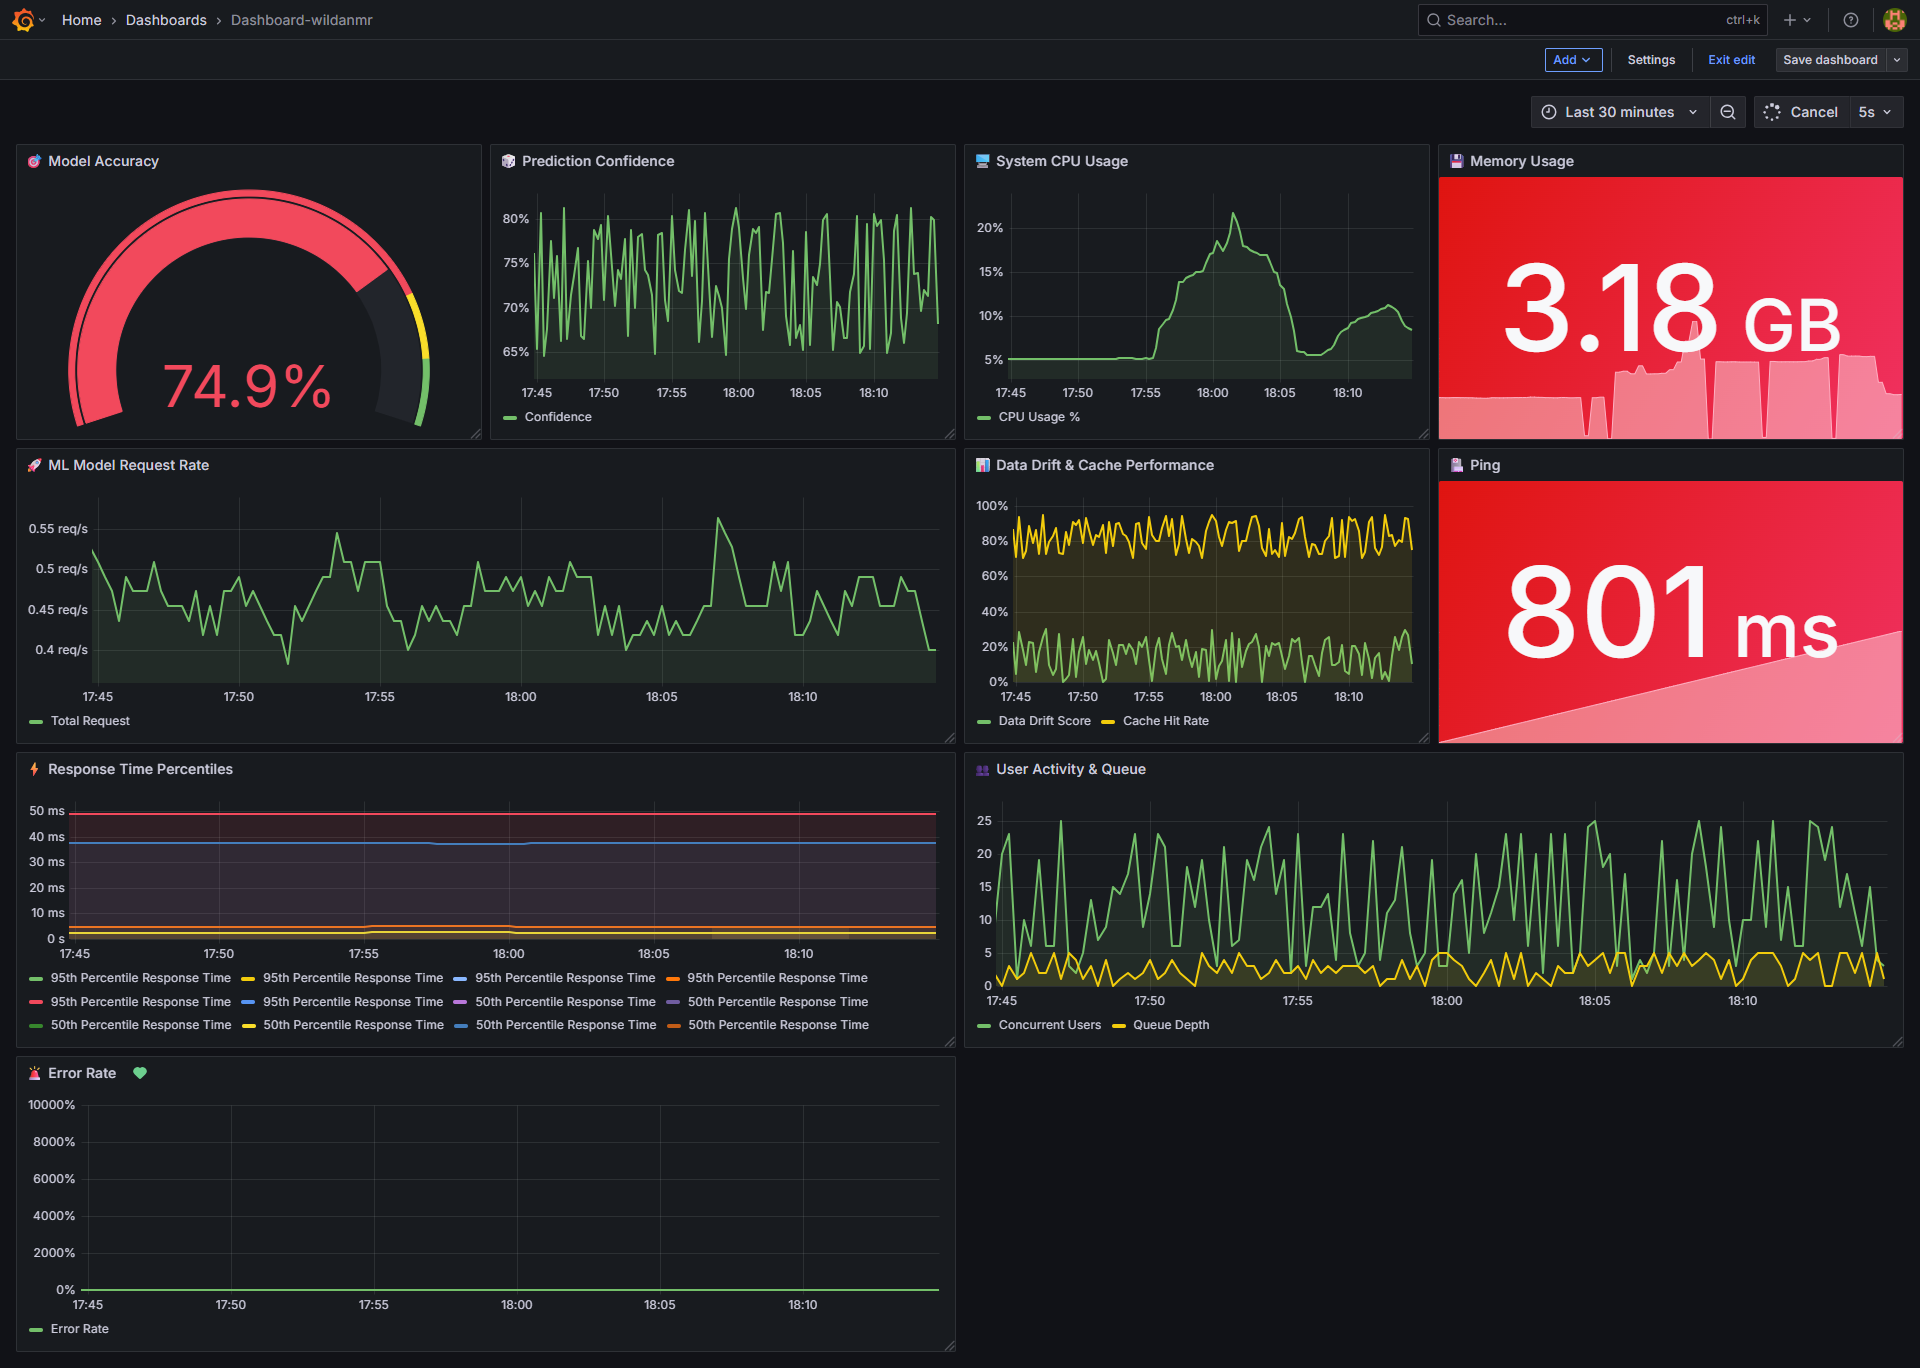 Home › Dashboards › Dashboard-wildanmr
Search... ctrl+k
Add Settings Exit edit Save dashboard
Last 30 minutes Cancel 5s
Model Accuracy
74.9%
Prediction Confidence
80%
75%
70%
65%
17:45 17:50 17:55 18:00 18:05 18:10
Confidence
System CPU Usage
20%
15%
10%
5%
17:45 17:50 17:55 18:00 18:05 18:10
CPU Usage %
Memory Usage
3.18 GB
ML Model Request Rate
0.55 req/s
0.5 req/s
0.45 req/s
0.4 req/s
17:45 17:50 17:55 18:00 18:05 18:10
Total Request
Data Drift & Cache Performance
100%
80%
60%
40%
20%
0%
17:45 17:50 17:55 18:00 18:05 18:10
Data Drift Score Cache Hit Rate
Ping
801 ms
Response Time Percentiles
50 ms
40 ms
30 ms
20 ms
10 ms
0 s
17:45 17:50 17:55 18:00 18:05 18:10
95th Percentile Response Time 95th Percentile Response Time 95th Percentile Response Time 95th Percentile Response Time
95th Percentile Response Time 95th Percentile Response Time 50th Percentile Response Time 50th Percentile Response Time
50th Percentile Response Time 50th Percentile Response Time 50th Percentile Response Time 50th Percentile Response Time
User Activity & Queue
25
20
15
10
5
0
17:45 17:50 17:55 18:00 18:05 18:10
Concurrent Users Queue Depth
Error Rate
10000%
8000%
6000%
4000%
2000%
0%
17:45 17:50 17:55 18:00 18:05 18:10
Error Rate